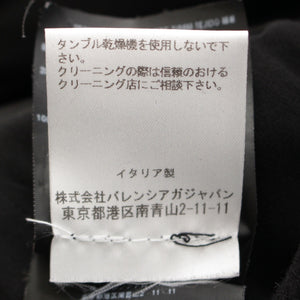 タンブル乾燥機を使用しないで下
さい。
クリーニングの際は信頼のおける
クリーニング店にご相談下さい。
イタリア製
株式会社バレンシアガジャパン
東京都港区南青山2-11-11